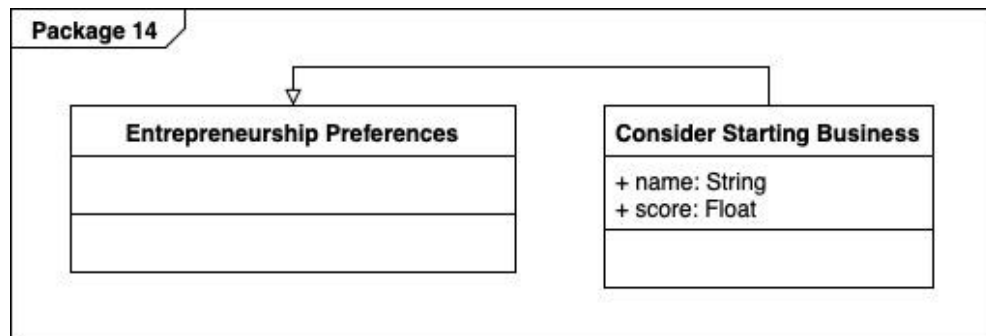 Package 14
Entrepreneurship Preferences
Consider Starting Business
+ name: String
+ score: Float